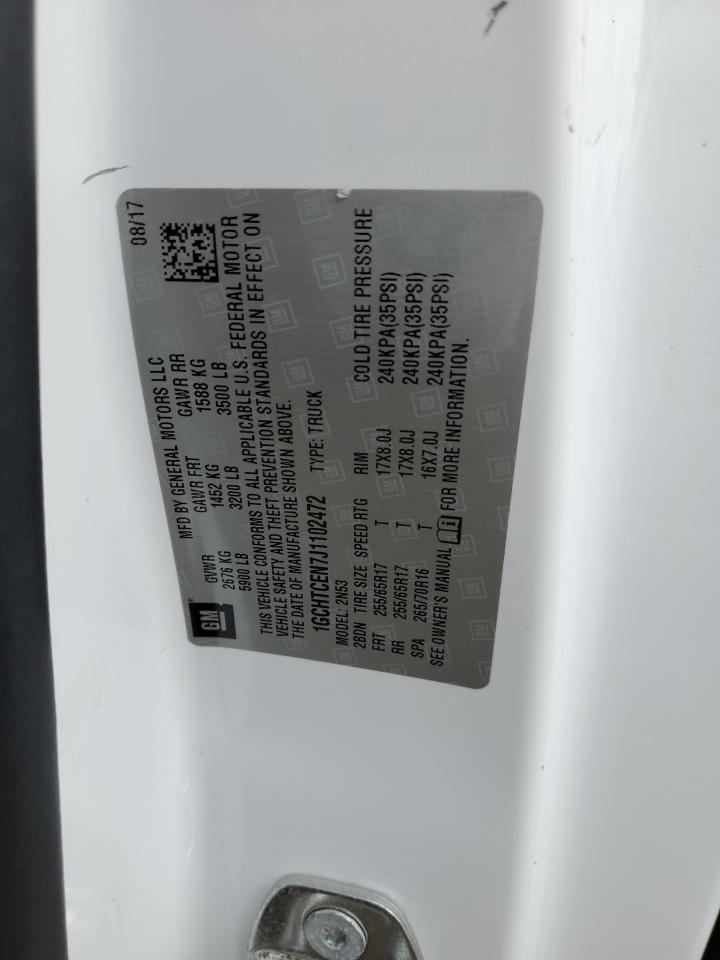 08/17
MFD BY GENERAL MOTORS LLC
GM
GVWR GAWR FRT GAWR RR
2676 KG 1452 KG 1588 KG
5900 LB 3200 LB 3500 LB
THIS VEHICLE CONFORMS TO ALL APPLICABLE U.S. FEDERAL MOTOR
VEHICLE SAFETY AND THEFT PREVENTION STANDARDS IN EFFECT ON
THE DATE OF MANUFACTURE SHOWN ABOVE.
1GCHTCEN7J1102472 TYPE: TRUCK
MODEL: 2N53
2BDN TIRE SIZE SPEED RTG RIM COLD TIRE PRESSURE
FRT 255/65R17 T 17X8.0J 240KPA(35PSI)
RR 255/65R17 T 17X8.0J 240KPA(35PSI)
SPA 265/70R16 T 16X7.0J 240KPA(35PSI)
SEE OWNER'S MANUAL FOR MORE INFORMATION.